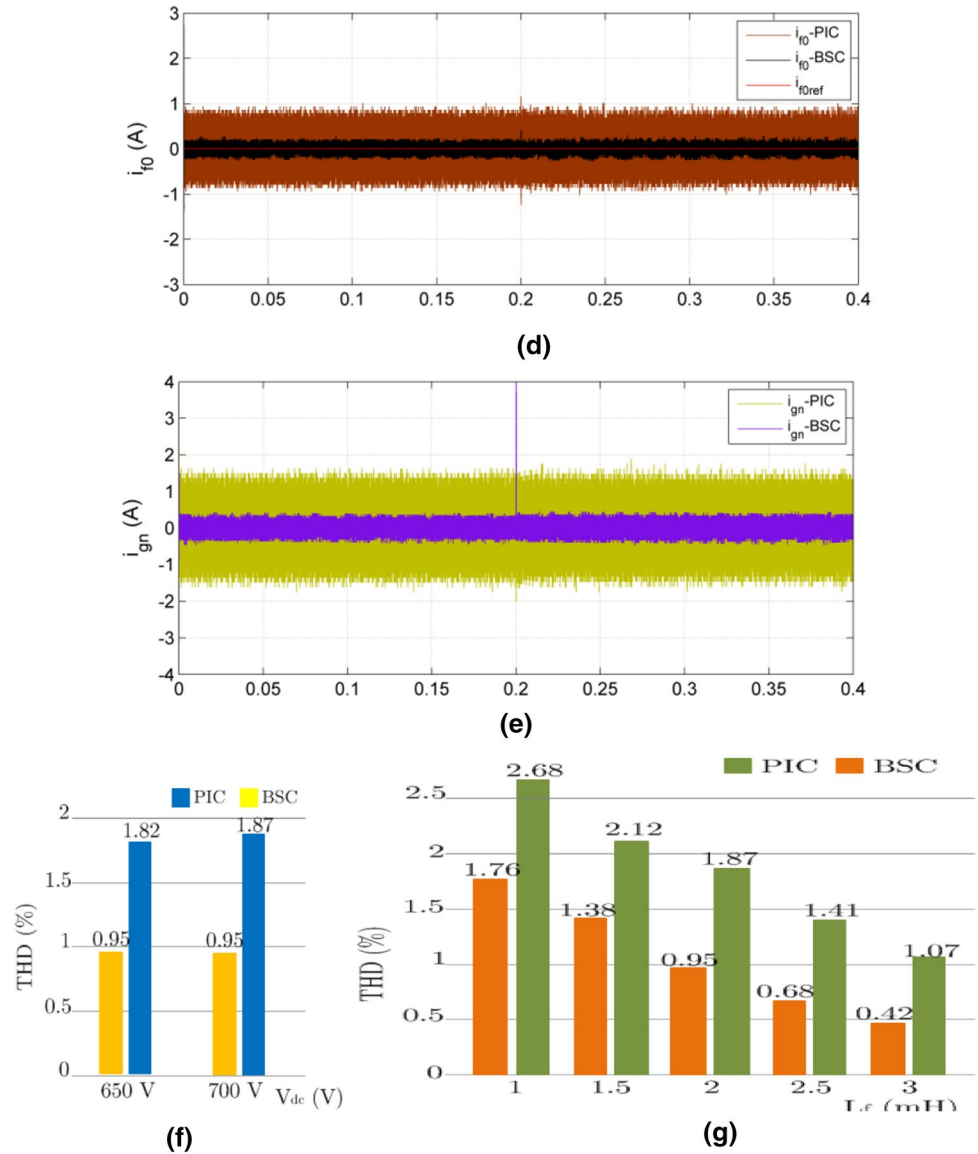 3
2
1
0
-1
-2
-3
i_f0 (A)
i_f0-PIC
i_f0-BSC
i_f0ref
0 0.05 0.1 0.15 0.2 0.25 0.3 0.35 0.4
(d)
4
3
2
1
0
-1
-2
-3
-4
i_gn (A)
i_gn-PIC
i_gn-BSC
0 0.05 0.1 0.15 0.2 0.25 0.3 0.35 0.4
(e)
PIC BSC
2
1.5
1
0.5
0
THD (%)
0.95 1.82 0.95 1.87
650 V 700 V Vdc (V)
(f)
PIC BSC
2.5
2
1.5
1
0.5
0
THD (%)
1.76 2.68 1.38 2.12 0.95 1.87 0.68 1.41 0.42 1.07
1 1.5 2 2.5 3
L_f (mH)
(g)